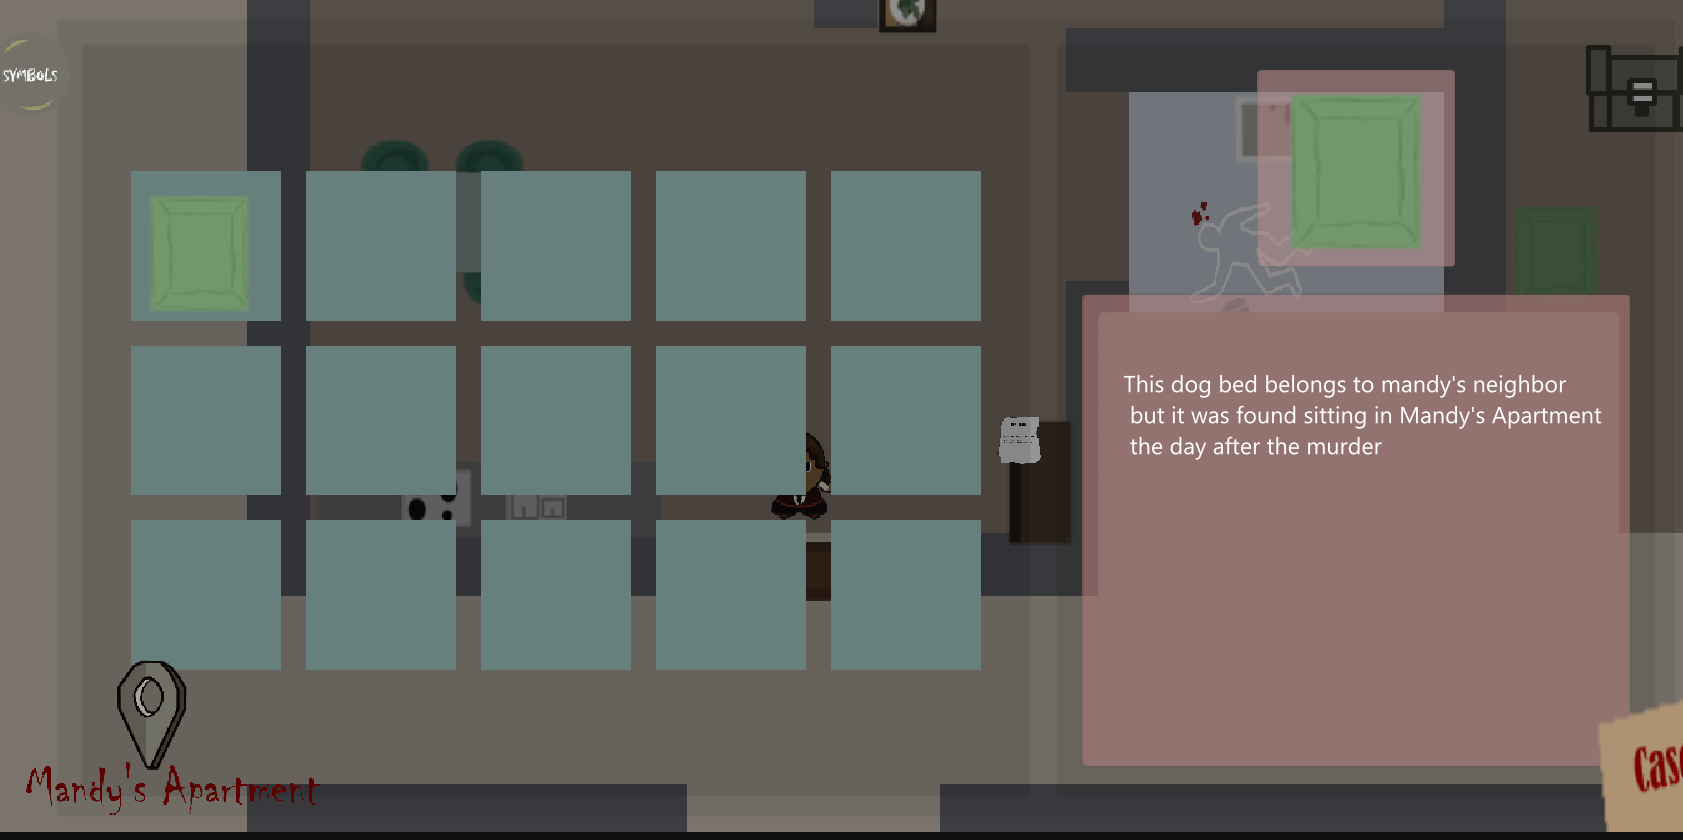 SYMBOLS
This dog bed belongs to mandy's neighbor
but it was found sitting in Mandy's Apartment
the day after the murder
Mandy's Apartment
Cas